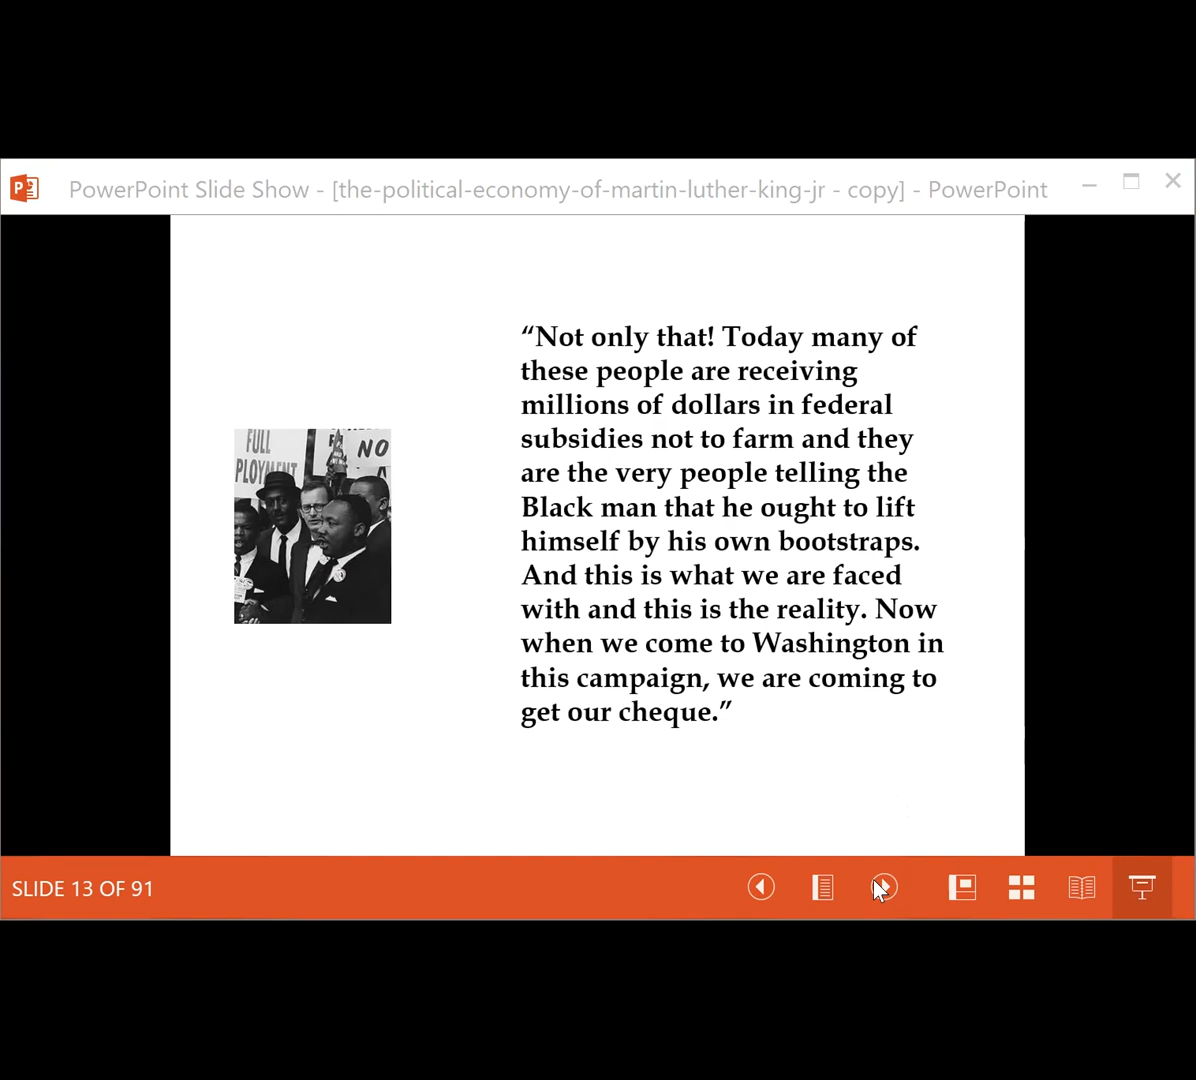 PowerPoint Slide Show - [the-political-economy-of-martin-luther-king-jr - copy] - PowerPoint
FULL
PLOYMENT
NO
“Not only that! Today many of
these people are receiving
millions of dollars in federal
subsidies not to farm and they
are the very people telling the
Black man that he ought to lift
himself by his own bootstraps.
And this is what we are faced
with and this is the reality. Now
when we come to Washington in
this campaign, we are coming to
get our cheque.”
SLIDE 13 OF 91